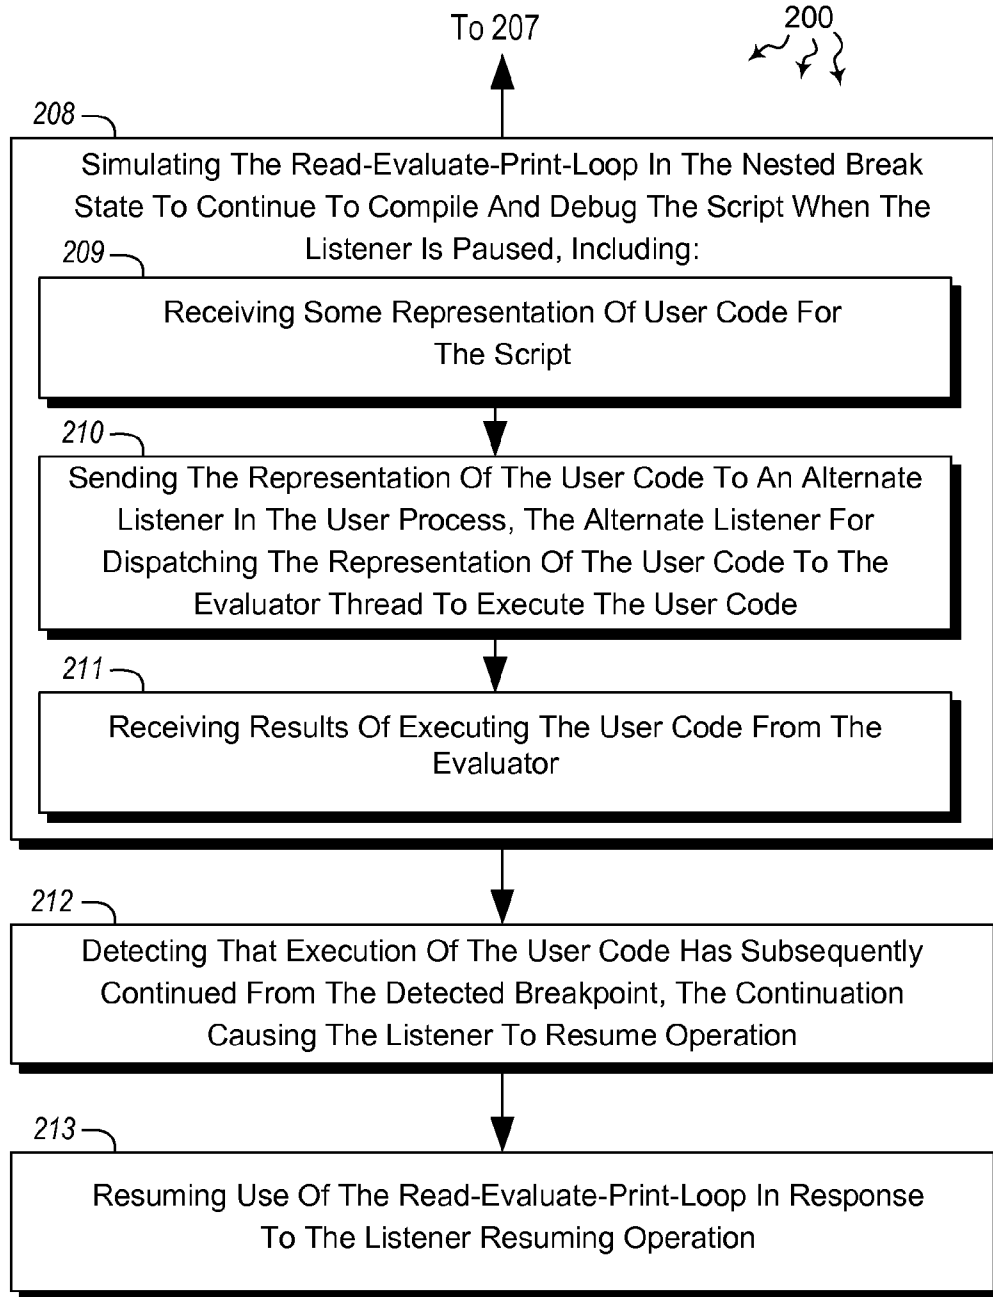 To 207
200
208
Simulating The Read-Evaluate-Print-Loop In The Nested Break
State To Continue To Compile And Debug The Script When The
Listener Is Paused, Including:
209
Receiving Some Representation Of User Code For
The Script
210
Sending The Representation Of The User Code To An Alternate
Listener In The User Process, The Alternate Listener For
Dispatching The Representation Of The User Code To The
Evaluator Thread To Execute The User Code
211
Receiving Results Of Executing The User Code From The
Evaluator
212
Detecting That Execution Of The User Code Has Subsequently
Continued From The Detected Breakpoint, The Continuation
Causing The Listener To Resume Operation
213
Resuming Use Of The Read-Evaluate-Print-Loop In Response
To The Listener Resuming Operation